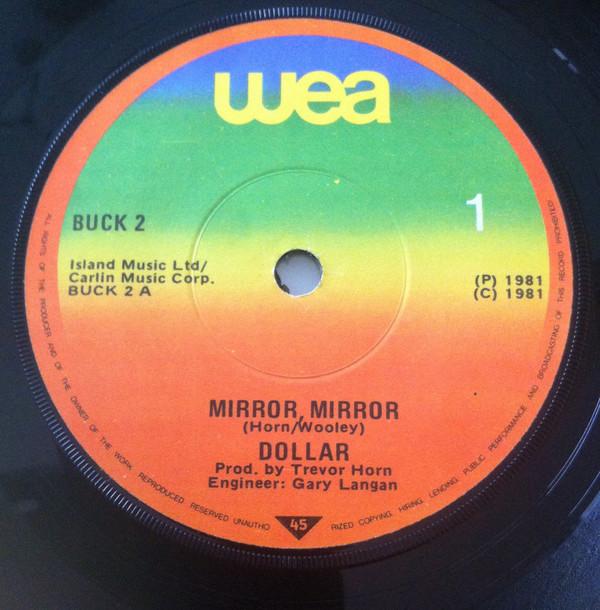 wea
BUCK 2
1
Island Music Ltd/
Carlin Music Corp.
BUCK 2 A
(P) 1981
(C) 1981
MIRROR, MIRROR
(Horn/Wooley)
DOLLAR
Prod. by Trevor Horn
Engineer: Gary Langan
45
ALL RIGHTS OF THE PRODUCER AND OF THE OWNER OF THE WORK REPRODUCED RESERVED UNAUTHO RIZED COPYING, HIRING, LENDING, PUBLIC PERFORMANCE AND BROADCASTING OF THIS RECORD PROHIBITED